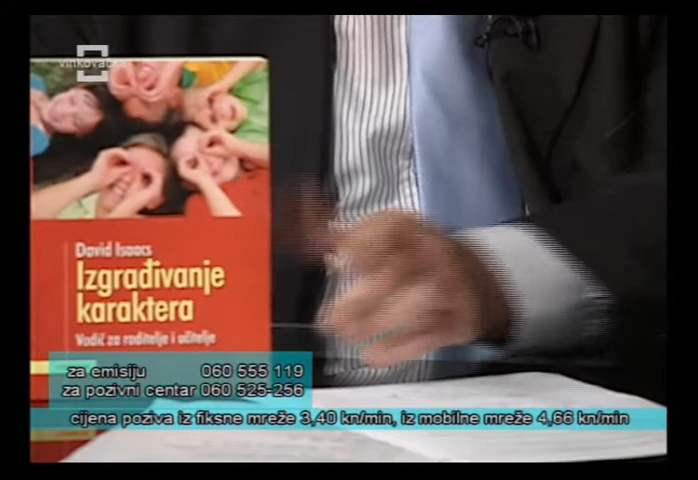 vinkovačka
David Isaacs
Izgrađivanje
karaktera
Vodič za roditelje i učitelje
za emisiju 060 555 119
za pozivni centar 060 525-256
cijena poziva iz fiksne mreže 3,40 kn/min, iz mobilne mreže 4,66 kn/min